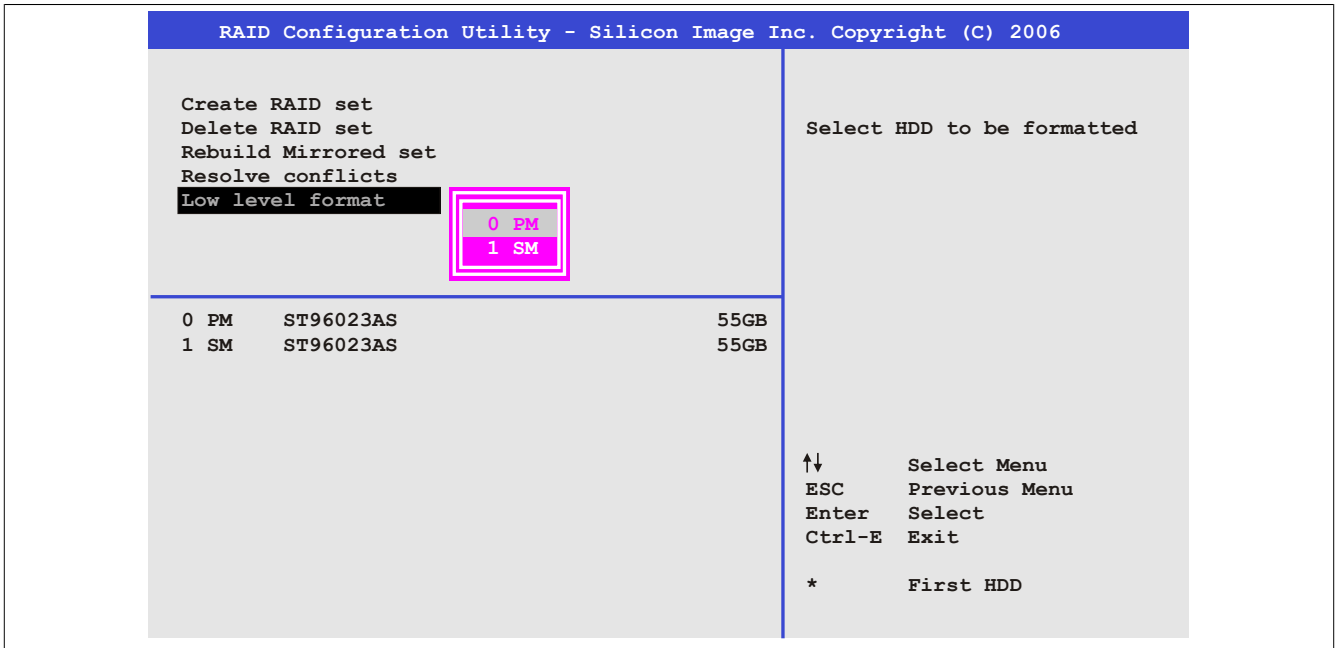 RAID Configuration Utility - Silicon Image Inc. Copyright (C) 2006
Create RAID set
Delete RAID set
Rebuild Mirrored set
Resolve conflicts
Low level format
0 PM
1 SM
Select HDD to be formatted
0 PM ST96023AS 55GB
1 SM ST96023AS 55GB
↑↓ Select Menu
ESC Previous Menu
Enter Select
Ctrl-E Exit
* First HDD